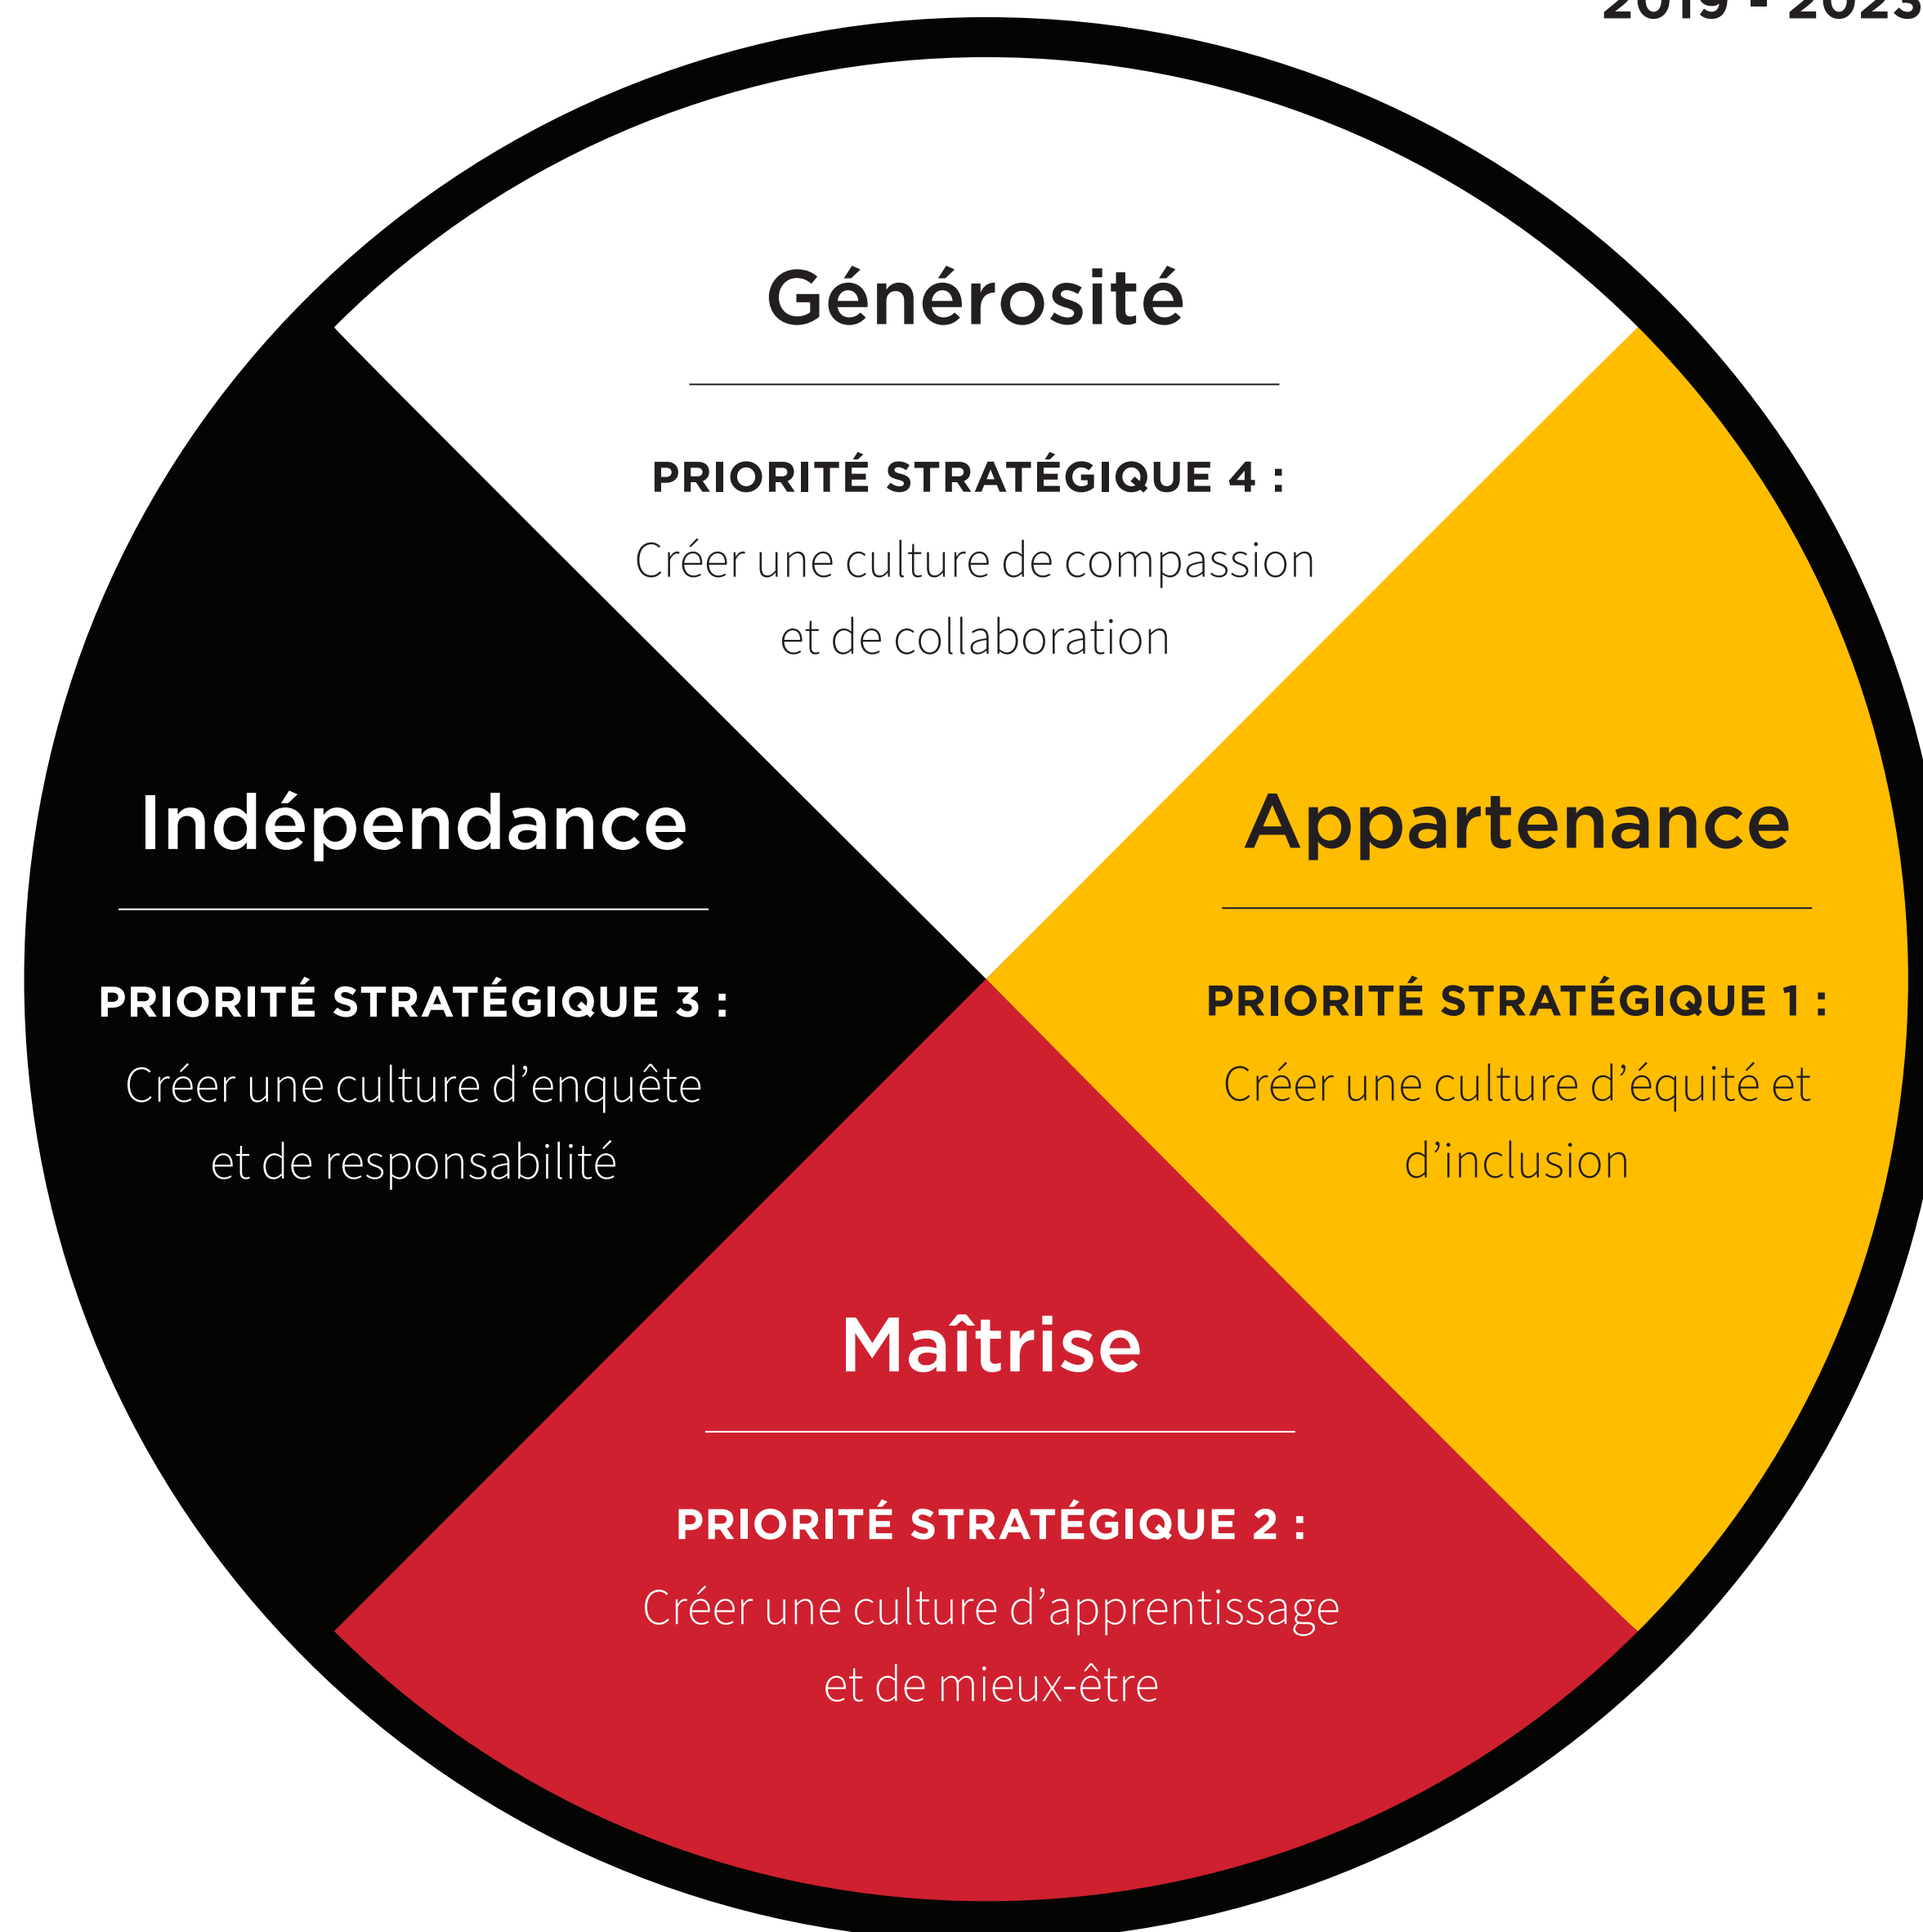 2019 - 2023
Générosité
PRIORITÉ STRATÉGIQUE 4 :
Créer une culture de compassion
et de collaboration
Indépendance
PRIORITÉ STRATÉGIQUE 3 :
Créer une culture d’enquête
et de responsabilité
Appartenance
PRIORITÉ STRATÉGIQUE 1 :
Créer une culture d’équité et
d’inclusion
Maîtrise
PRIORITÉ STRATÉGIQUE 2 :
Créer une culture d’apprentissage
et de mieux-être